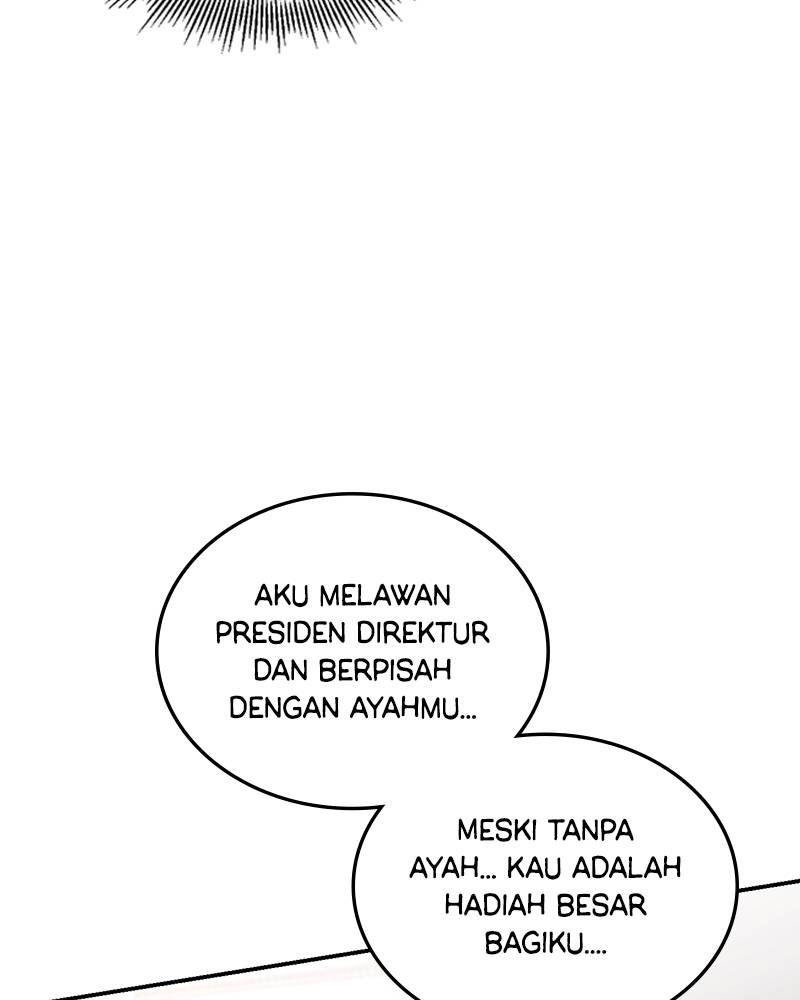 AKU MELAWAN
PRESIDEN DIREKTUR
DAN BERPISAH
DENGAN AYAHMU...
MESKI TANPA
AYAH... KAU ADALAH
HADIAH BESAR
BAGIKU....